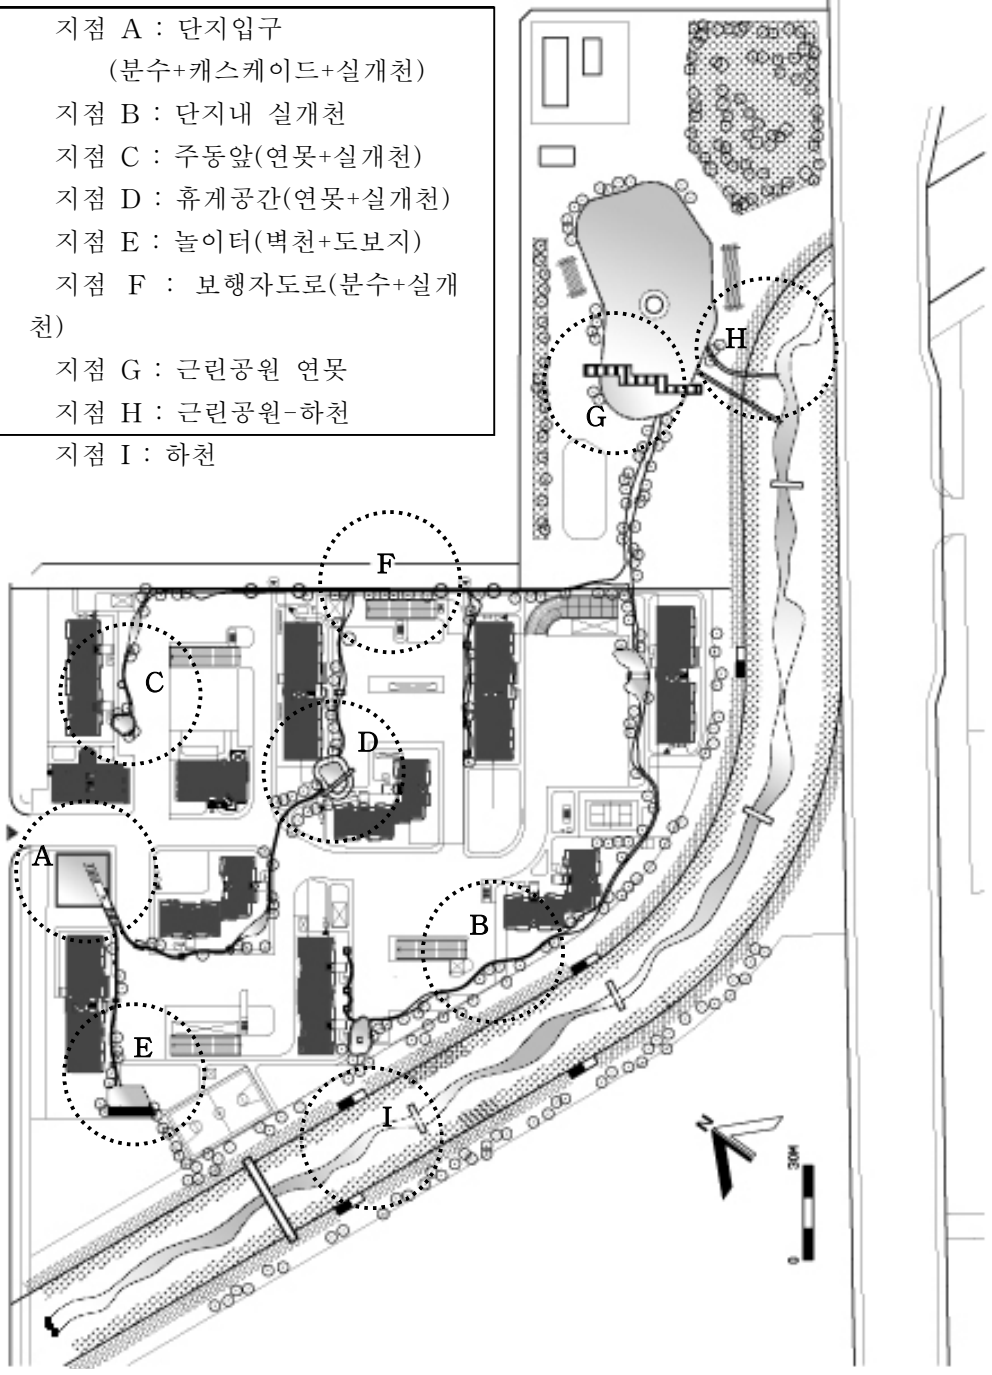 지점 A : 단지입구
(분수+캐스케이드+실개천)
지점 B : 단지내 실개천
지점 C : 주동앞(연못+실개천)
지점 D : 휴게공간(연못+실개천)
지점 E : 놀이터(벽천+도보지)
지점 F : 보행자도로(분수+실개
천)
지점 G : 근린공원 연못
지점 H : 근린공원-하천
지점 I : 하천
H
G
F
C
D
A
B
E
I
N
30M
0